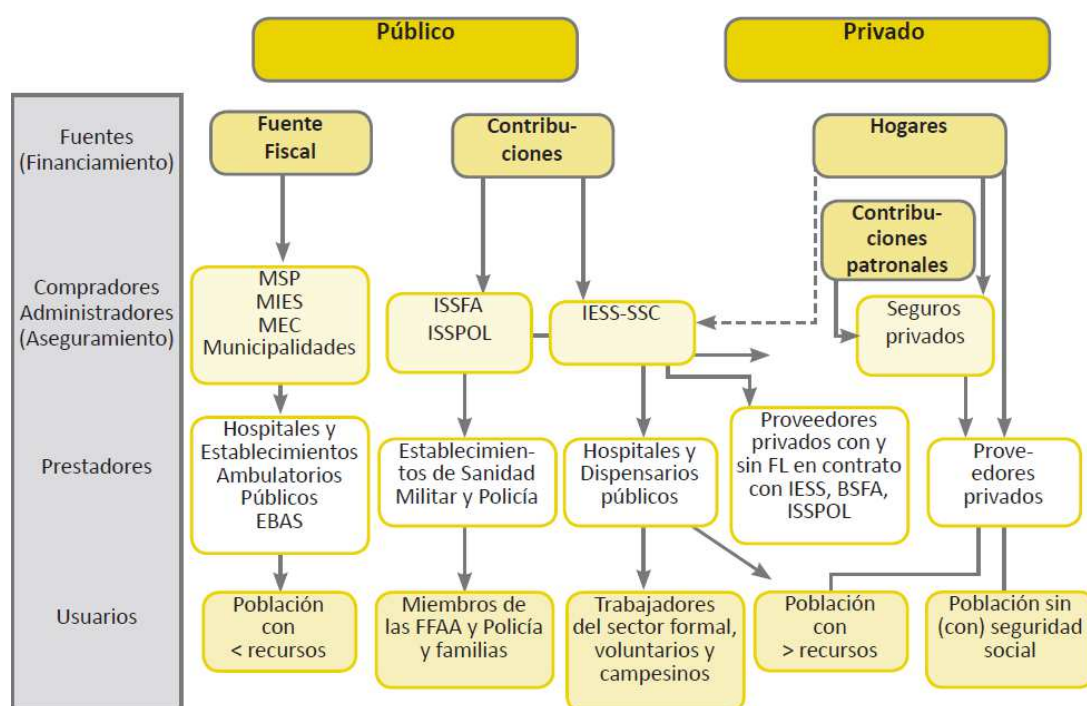 Público
Privado
Fuentes
(Financiamiento)
Fuente
Fiscal
Contribu-
ciones
Hogares
Contribu-
ciones
patronales
Compradores
Administradores
(Aseguramiento)
MSP
MIES
MEC
Municipalidades
ISSFA
ISSPOL
IESS-SSC
Seguros
privados
Prestadores
Hospitales y
Establecimientos
Ambulatorios
Públicos
EBAS
Establecimien-
tos de Sanidad
Militar y Policía
Hospitales y
Dispensarios
públicos
Proveedores
privados con y
sin FL en contrato
con IESS, BSFA,
ISSPOL
Prove-
edores
privados
Usuarios
Población
con
< recursos
Miembros de
las FFAA y Policía
y familias
Trabajadores
del sector formal,
voluntarios y
campesinos
Población
con
> recursos
Población sin
(con) seguridad
social